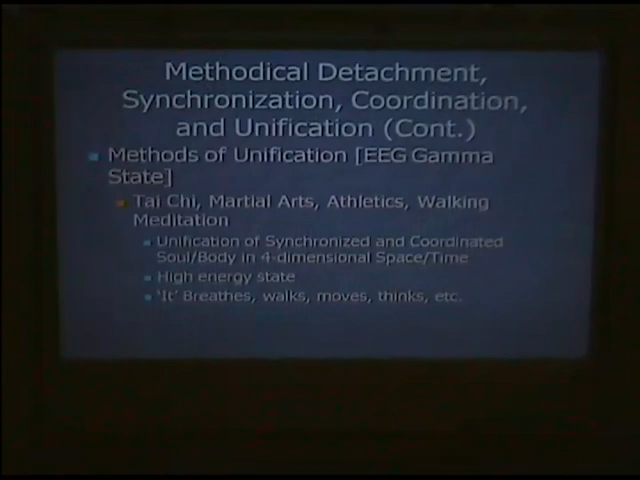 Methodical Detachment,
Synchronization, Coordination,
and Unification (Cont.)
Methods of Unification [EEG Gamma
State]
Tai Chi, Martial Arts, Athletics, Walking
Meditation
Unification of Synchronized and Coordinated
Soul/Body in 4-dimensional Space/Time
High energy state
'It' Breathes, walks, moves, thinks, etc.